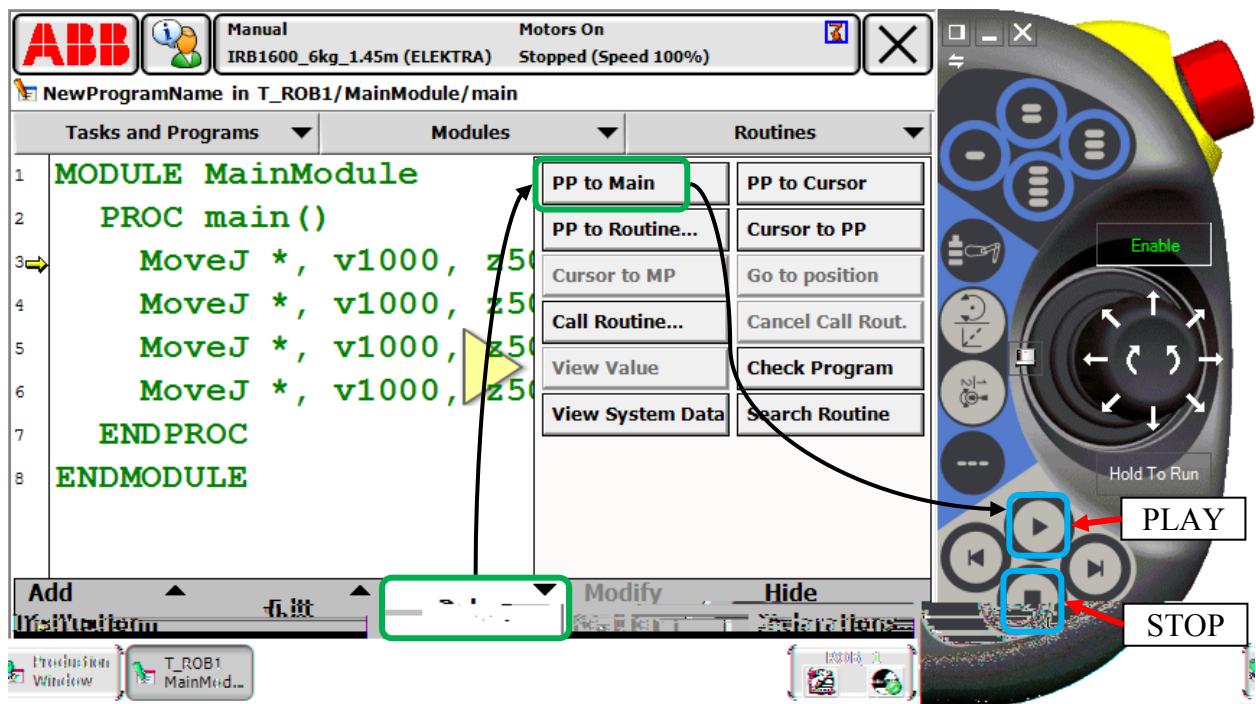 ABB
Manual
Motors On
IRB1600_6kg_1.45m (ELEKTRA)
Stopped (Speed 100%)
NewProgramName in T_ROB1/MainModule/main
Tasks and Programs
Modules
Routines
1 MODULE MainModule
2 PROC main()
3 MoveJ *, v1000, z50
4 MoveJ *, v1000, z50
5 MoveJ *, v1000, z50
6 MoveJ *, v1000, z50
7 ENDPROC
8 ENDMODULE
PP to Main
PP to Cursor
PP to Routine...
Cursor to PP
Cursor to MP
Go to position
Call Routine...
Cancel Call Rout.
View Value
Check Program
View System Data
Search Routine
Enable
Hold To Run
PLAY
STOP
Add
Modify
Hide
Production
Window
T_ROB1
MainMod...
ROB_1